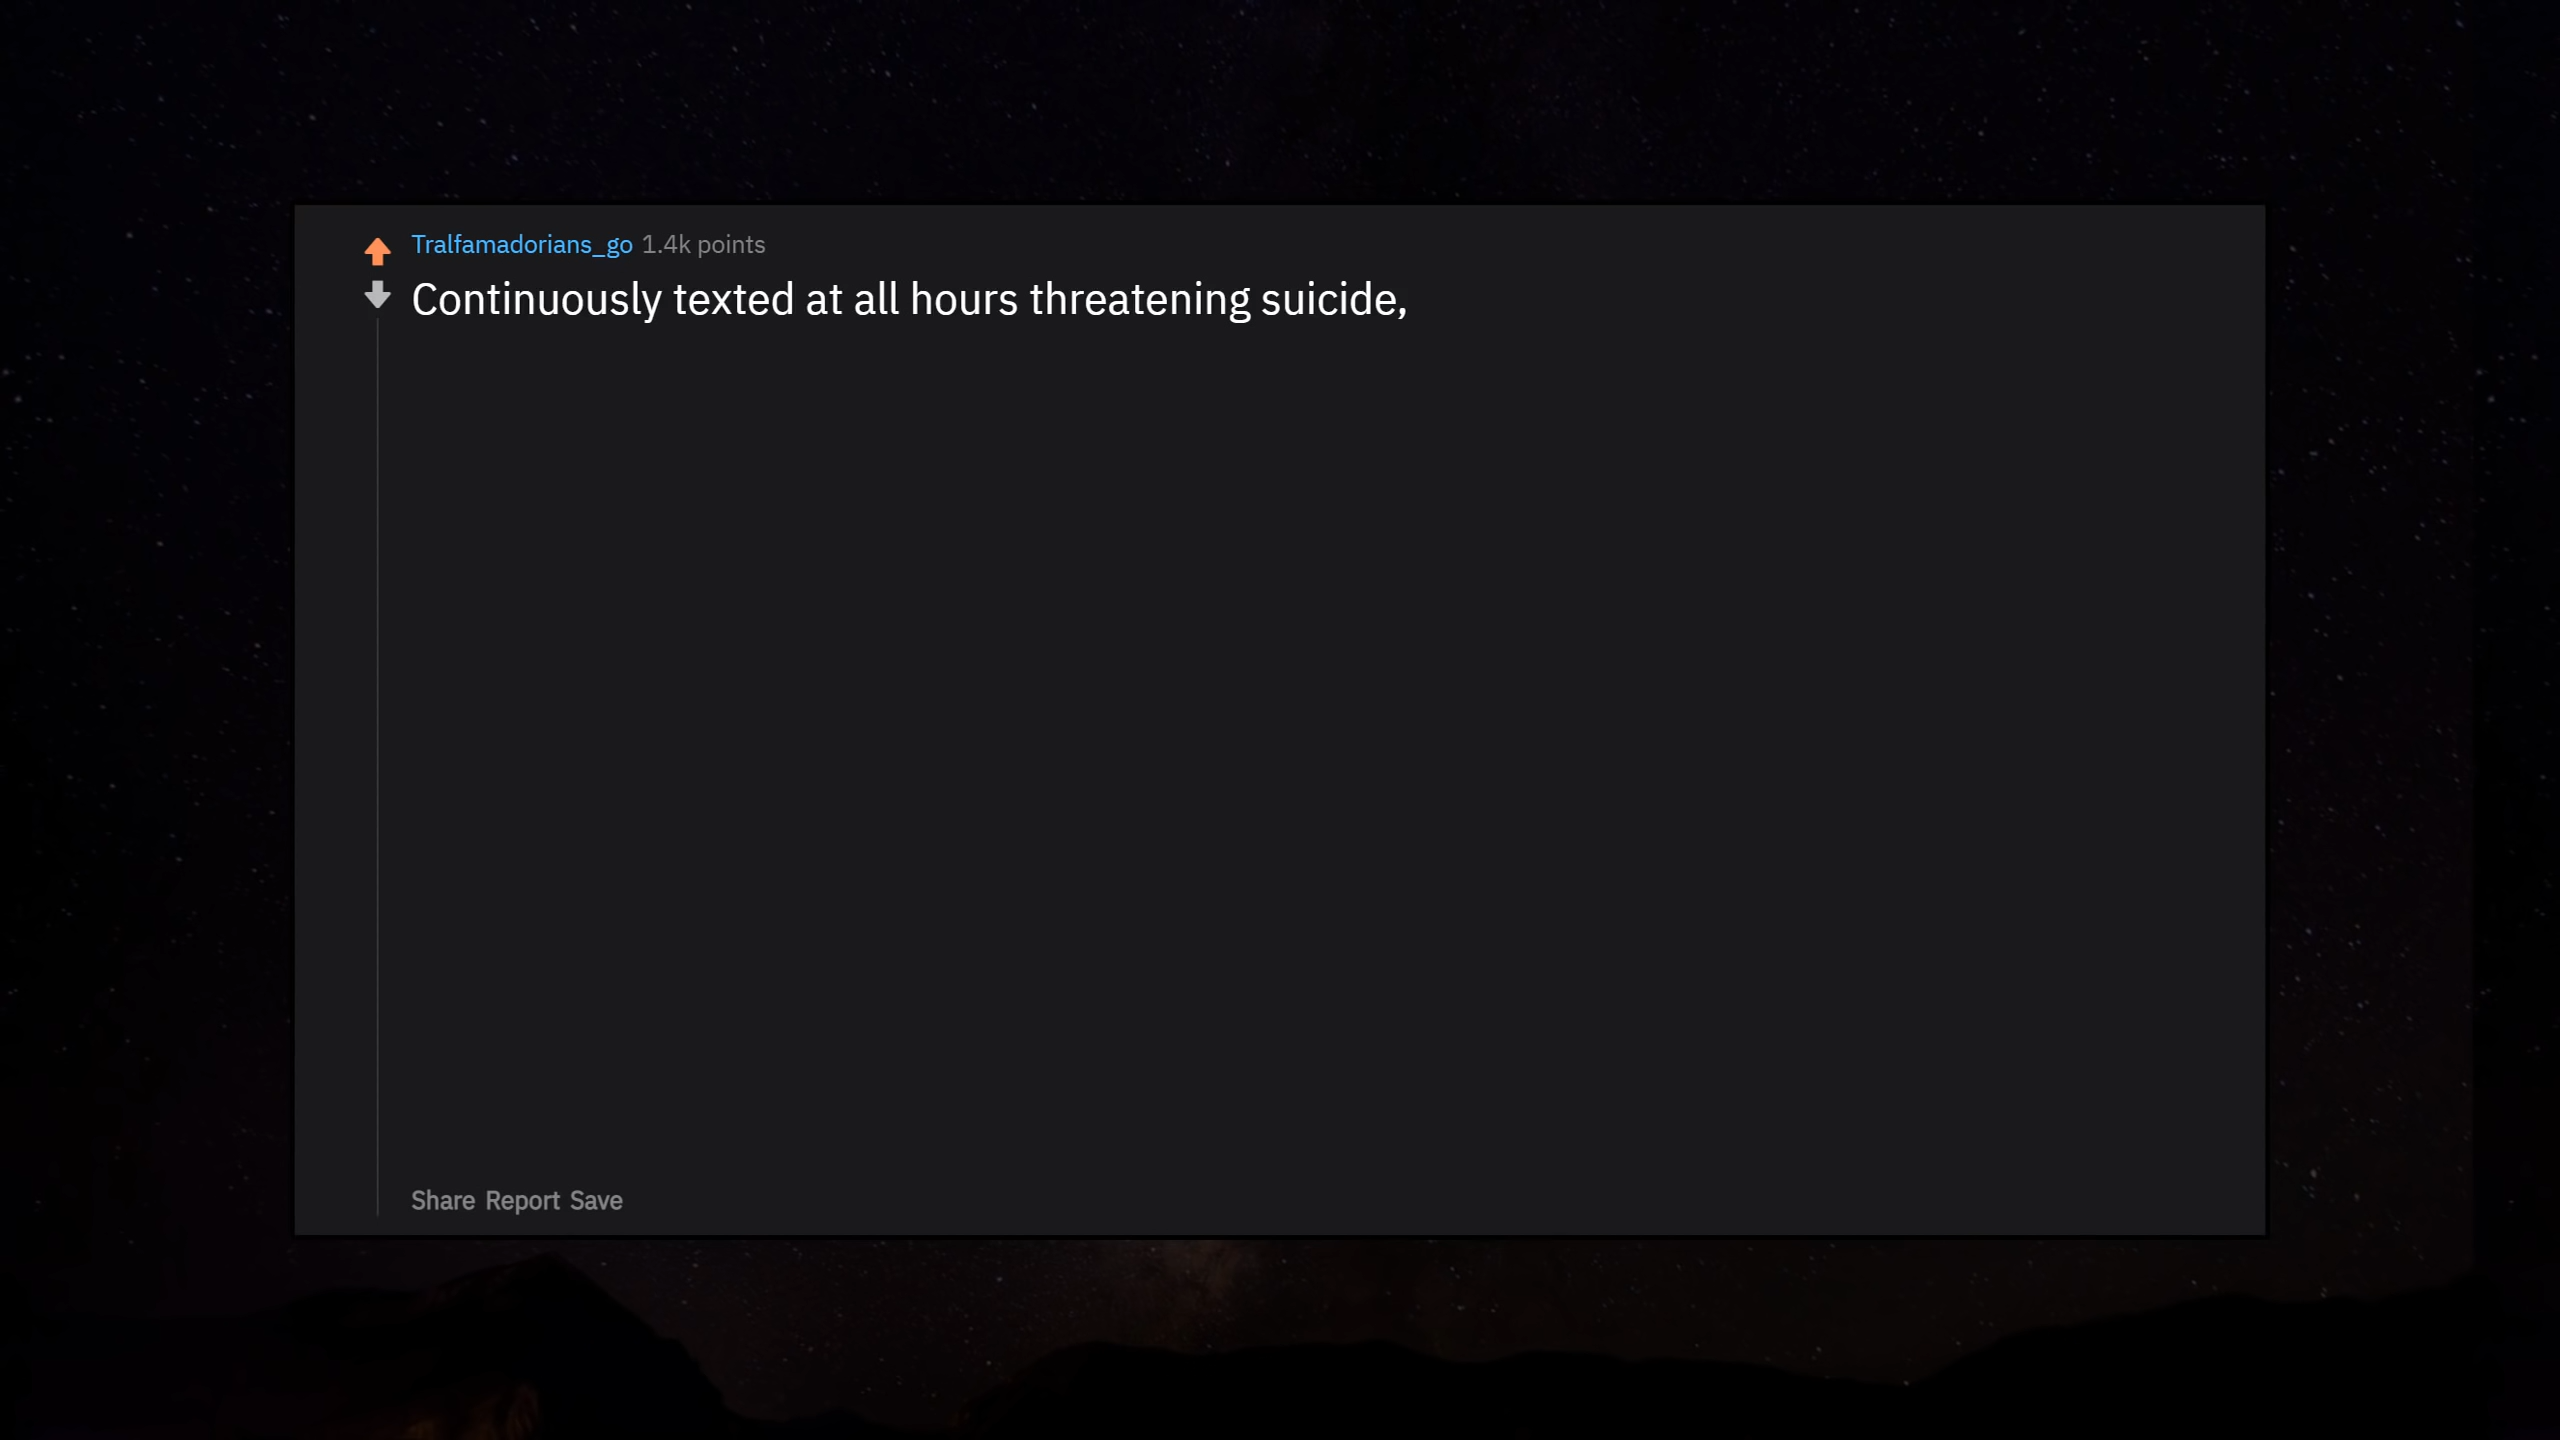 Tralfamadorians_go 1.4k points
Continuously texted at all hours threatening suicide,
Share Report Save